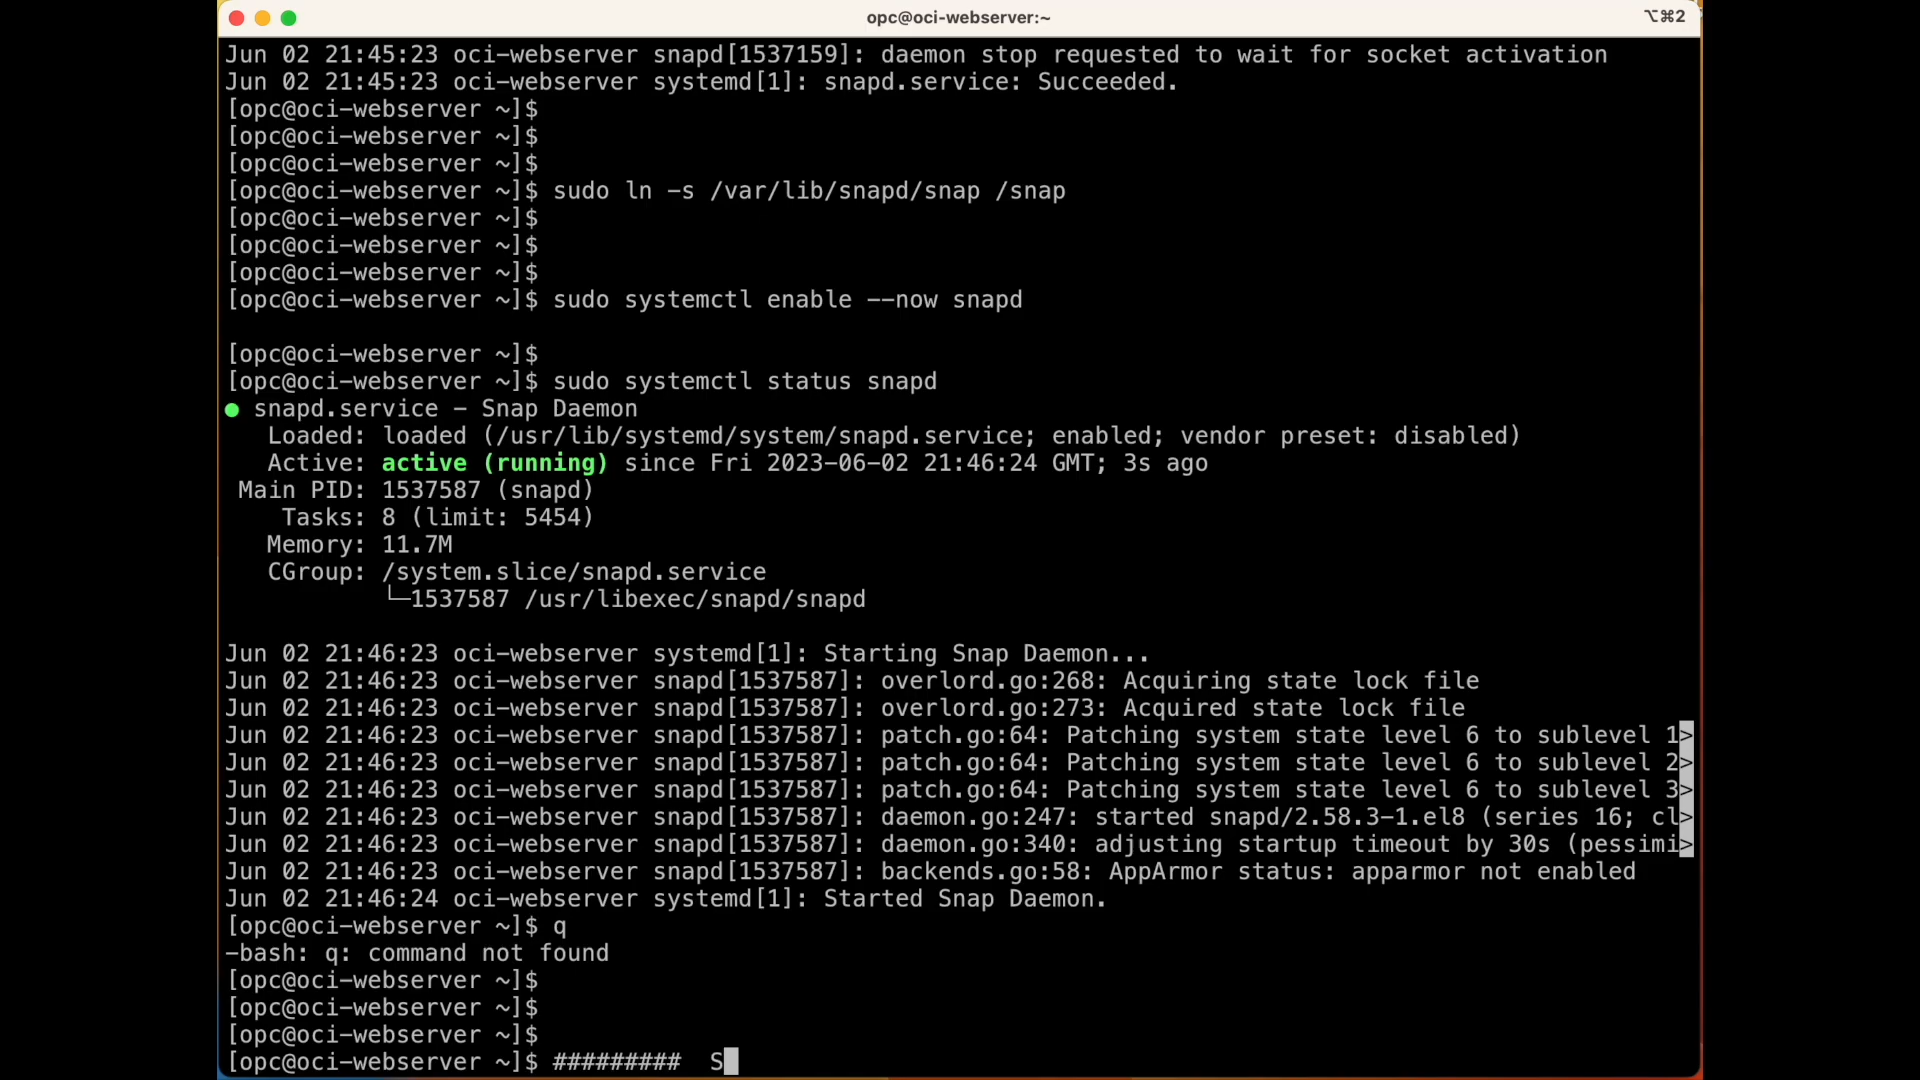 opc@oci-webserver:~
⌥⌘2
Jun 02 21:45:23 oci-webserver snapd[1537159]: daemon stop requested to wait for socket activation
Jun 02 21:45:23 oci-webserver systemd[1]: snapd.service: Succeeded.
[opc@oci-webserver ~]$
[opc@oci-webserver ~]$
[opc@oci-webserver ~]$
[opc@oci-webserver ~]$ sudo ln -s /var/lib/snapd/snap /snap
[opc@oci-webserver ~]$
[opc@oci-webserver ~]$
[opc@oci-webserver ~]$
[opc@oci-webserver ~]$ sudo systemctl enable --now snapd
[opc@oci-webserver ~]$
[opc@oci-webserver ~]$ sudo systemctl status snapd
● snapd.service - Snap Daemon
Loaded: loaded (/usr/lib/systemd/system/snapd.service; enabled; vendor preset: disabled)
Active: active (running) since Fri 2023-06-02 21:46:24 GMT; 3s ago
Main PID: 1537587 (snapd)
Tasks: 8 (limit: 5454)
Memory: 11.7M
CGroup: /system.slice/snapd.service
└─1537587 /usr/libexec/snapd/snapd
Jun 02 21:46:23 oci-webserver systemd[1]: Starting Snap Daemon...
Jun 02 21:46:23 oci-webserver snapd[1537587]: overlord.go:268: Acquiring state lock file
Jun 02 21:46:23 oci-webserver snapd[1537587]: overlord.go:273: Acquired state lock file
Jun 02 21:46:23 oci-webserver snapd[1537587]: patch.go:64: Patching system state level 6 to sublevel 1>
Jun 02 21:46:23 oci-webserver snapd[1537587]: patch.go:64: Patching system state level 6 to sublevel 2>
Jun 02 21:46:23 oci-webserver snapd[1537587]: patch.go:64: Patching system state level 6 to sublevel 3>
Jun 02 21:46:23 oci-webserver snapd[1537587]: daemon.go:247: started snapd/2.58.3-1.el8 (series 16; cl>
Jun 02 21:46:23 oci-webserver snapd[1537587]: daemon.go:340: adjusting startup timeout by 30s (pessimi>
Jun 02 21:46:23 oci-webserver snapd[1537587]: backends.go:58: AppArmor status: apparmor not enabled
Jun 02 21:46:24 oci-webserver systemd[1]: Started Snap Daemon.
[opc@oci-webserver ~]$ q
-bash: q: command not found
[opc@oci-webserver ~]$
[opc@oci-webserver ~]$
[opc@oci-webserver ~]$
[opc@oci-webserver ~]$ #########  S